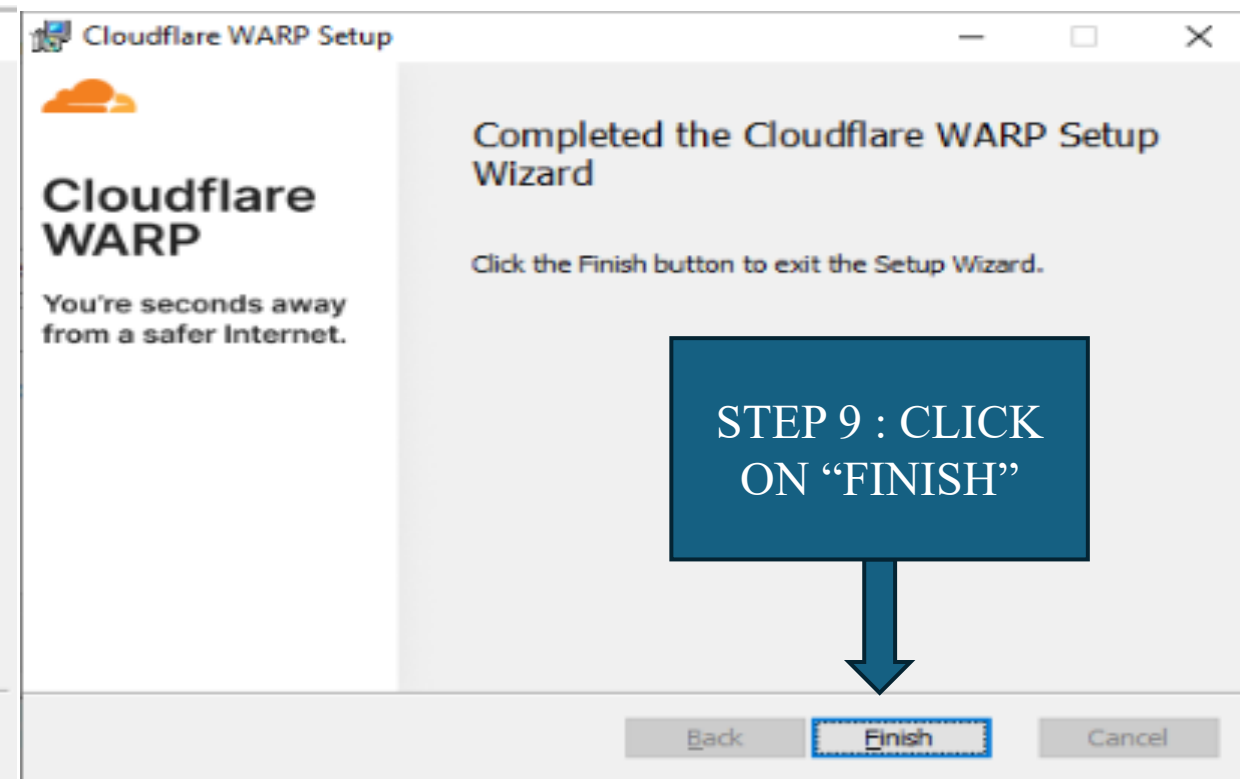 Cloudflare WARP Setup
Completed the Cloudflare WARP Setup
Wizard
Cloudflare
WARP
Click the Finish button to exit the Setup Wizard.
You're seconds away
from a safer Internet.
STEP 9 : CLICK
ON “FINISH”
Back
Finish
Cancel